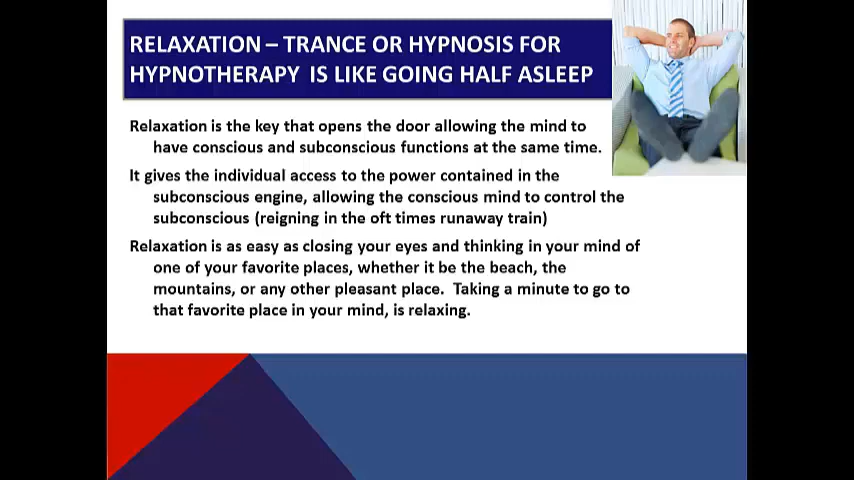 RELAXATION – TRANCE OR HYPNOSIS FOR
HYPNOTHERAPY IS LIKE GOING HALF ASLEEP
Relaxation is the key that opens the door allowing the mind to
have conscious and subconscious functions at the same time.
It gives the individual access to the power contained in the
subconscious engine, allowing the conscious mind to control the
subconscious (reigning in the oft times runaway train)
Relaxation is as easy as closing your eyes and thinking in your mind of
one of your favorite places, whether it be the beach, the
mountains, or any other pleasant place. Taking a minute to go to
that favorite place in your mind, is relaxing.